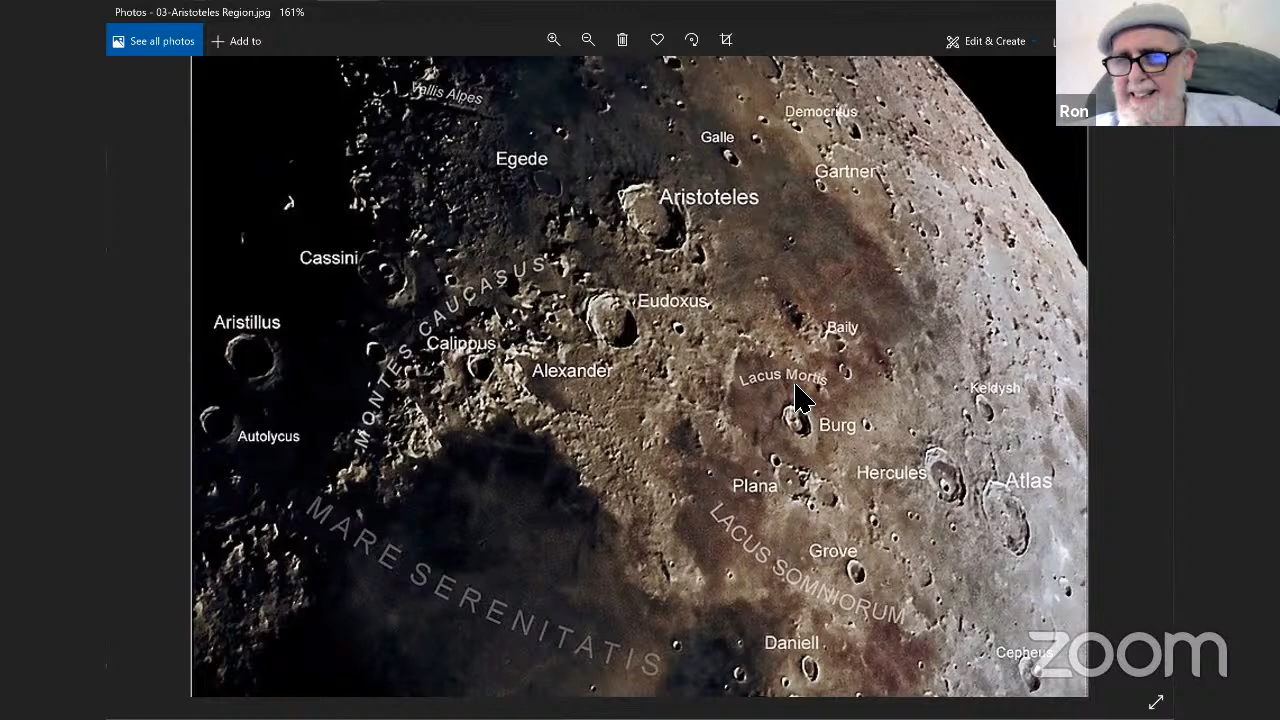 Photos - 03-Aristoteles Region.jpg 161%
See all photos
Add to
Edit & Create
Ron
Vallis Alpes
Democritus
Galle
Egede
Gartner
Aristoteles
Cassini
MONTES CAUCASUS
Eudoxus
Aristillus
Baily
Calippus
Alexander
Lacus Mortis
Keldysh
Burg
Autolycus
Hercules
Atlas
Plana
MARE SERENITATIS
LACUS SOMNIORUM
Grove
Daniell
Cepheus
zoom